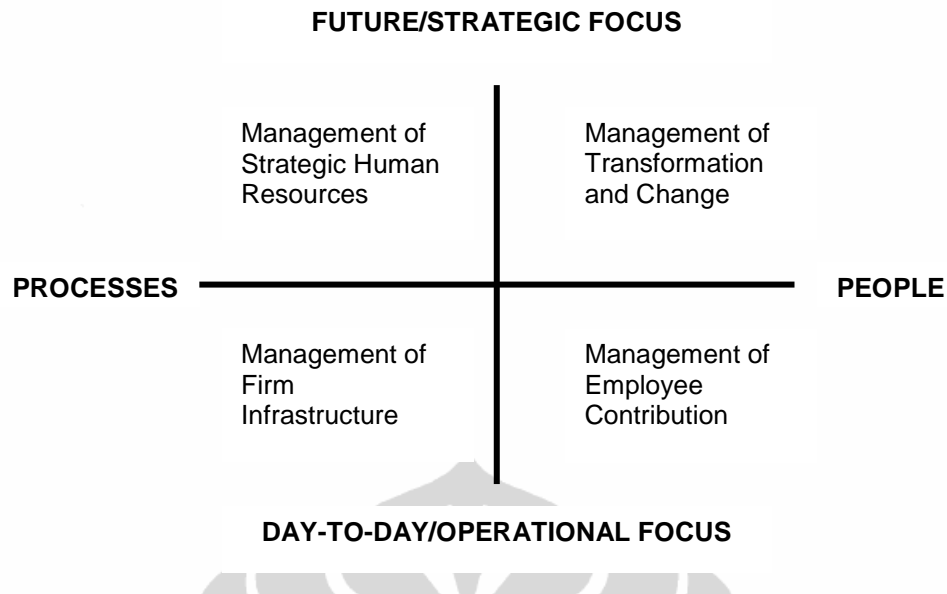 FUTURE/STRATEGIC FOCUS
Management of
Strategic Human
Resources
Management of
Transformation
and Change
PROCESSES
PEOPLE
Management of
Firm
Infrastructure
Management of
Employee
Contribution
DAY-TO-DAY/OPERATIONAL FOCUS